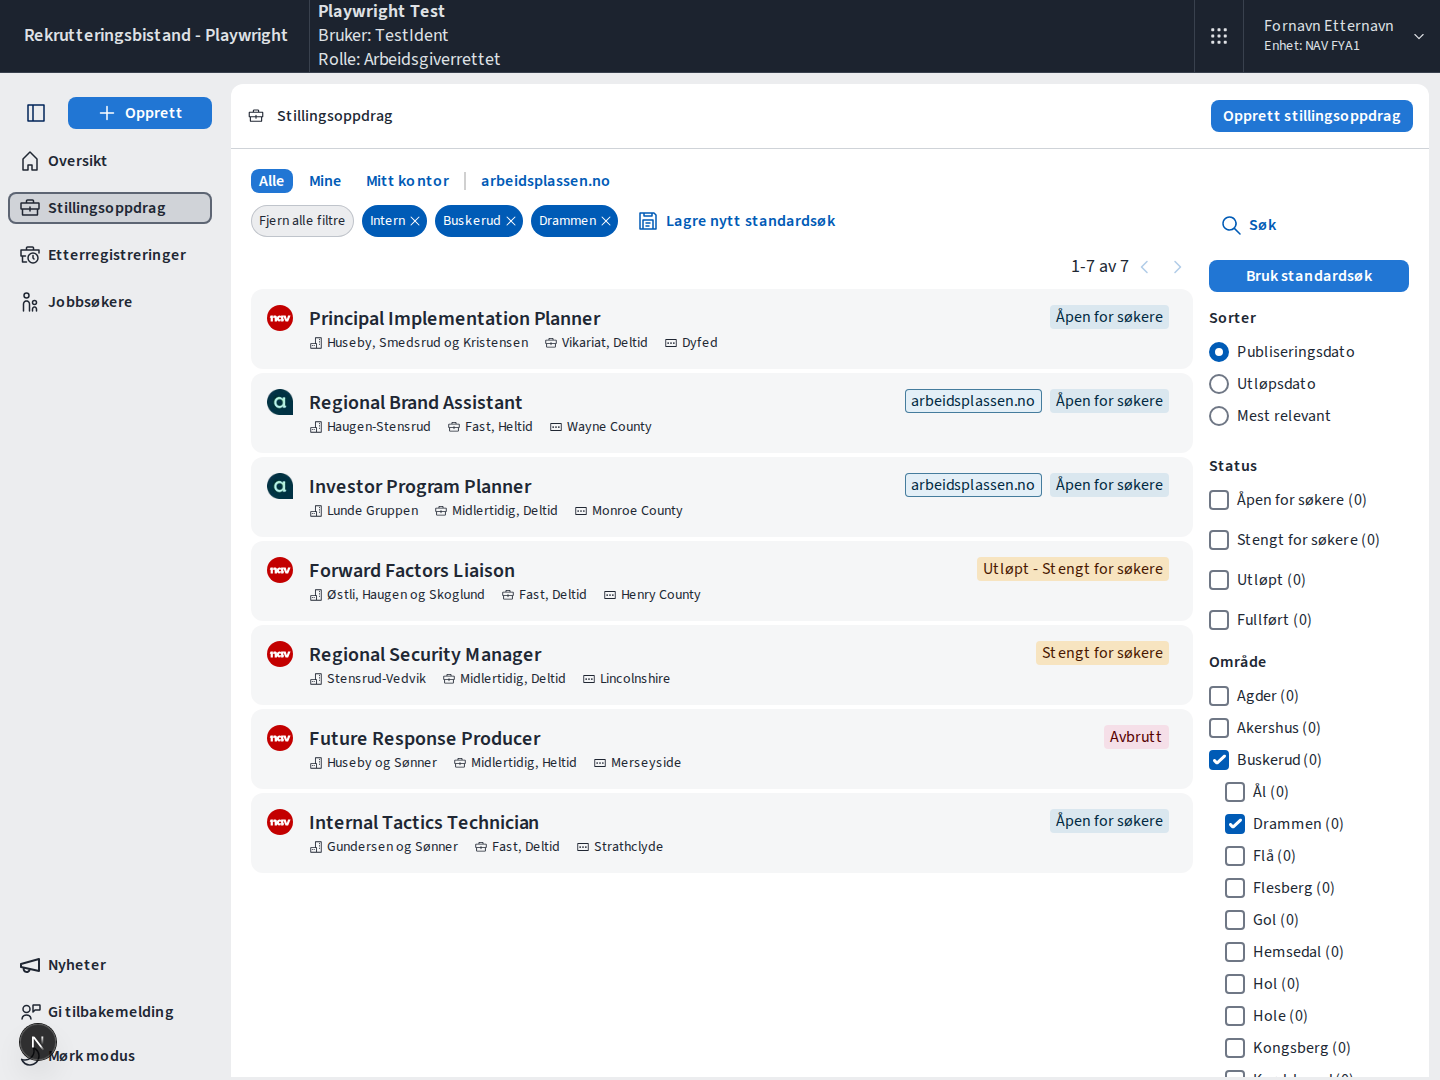 Rekrutteringsbistand - Playwright
Playwright Test
Bruker: TestIdent
Rolle: Arbeidsgiverrettet
Fornavn Etternavn
Enhet: NAV FYA1
Opprett
Oversikt
Stillingsoppdrag
Etterregistreringer
Jobbsøkere
Nyheter
Gi tilbakemelding
N
Mørk modus
Stillingsoppdrag
Opprett stillingsoppdrag
Alle
Mine
Mitt kontor
arbeidsplassen.no
Fjern alle filtre
Intern
Buskerud
Drammen
Lagre nytt standardsøk
1-7 av 7
nav
Principal Implementation Planner
Åpen for søkere
Huseby, Smedsrud og Kristensen
Vikariat, Deltid
Dyfed
a
Regional Brand Assistant
arbeidsplassen.no
Åpen for søkere
Haugen-Stensrud
Fast, Heltid
Wayne County
a
Investor Program Planner
arbeidsplassen.no
Åpen for søkere
Lunde Gruppen
Midlertidig, Deltid
Monroe County
nav
Forward Factors Liaison
Utløpt - Stengt for søkere
Østli, Haugen og Skoglund
Fast, Deltid
Henry County
nav
Regional Security Manager
Stengt for søkere
Stensrud-Vedvik
Midlertidig, Deltid
Lincolnshire
nav
Future Response Producer
Avbrutt
Huseby og Sønner
Midlertidig, Heltid
Merseyside
nav
Internal Tactics Technician
Åpen for søkere
Gundersen og Sønner
Fast, Deltid
Strathclyde
Søk
Bruk standardsøk
Sorter
Publiseringsdato
Utløpsdato
Mest relevant
Status
Åpen for søkere (0)
Stengt for søkere (0)
Utløpt (0)
Fullført (0)
Område
Agder (0)
Akershus (0)
Buskerud (0)
Ål (0)
Drammen (0)
Flå (0)
Flesberg (0)
Gol (0)
Hemsedal (0)
Hol (0)
Hole (0)
Kongsberg (0)